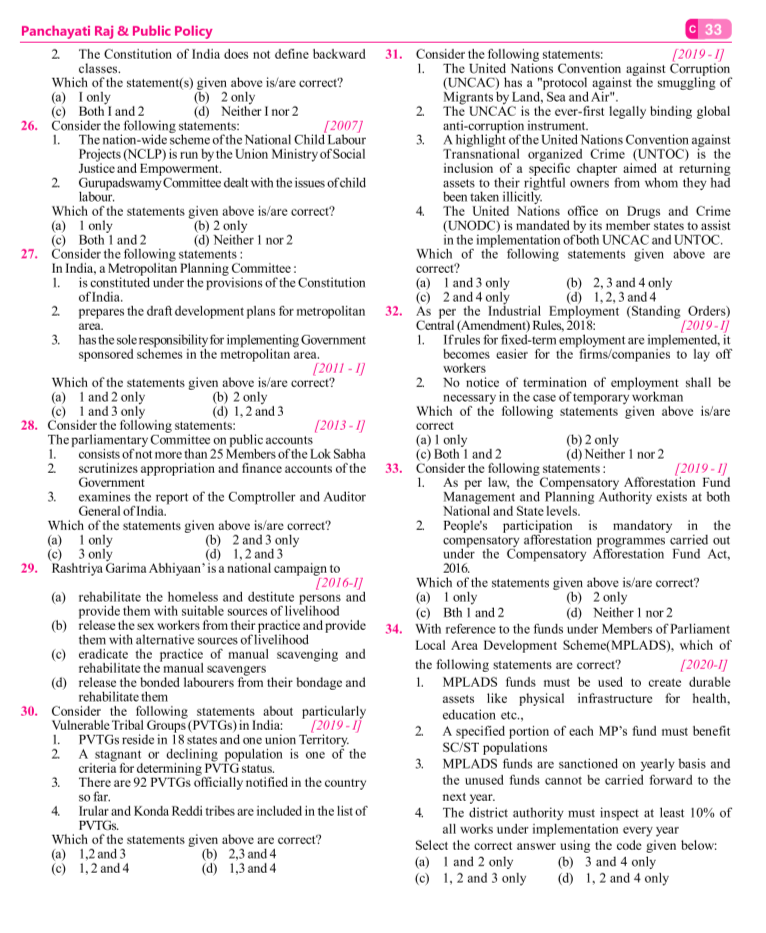 Panchayati Raj & Public Policy
C 33
2. The Constitution of India does not define backward
classes.
Which of the statement(s) given above is/are correct?
(a) I only (b) 2 only
(c) Both I and 2 (d) Neither I nor 2
26. Consider the following statements: [2007]
1. The nation-wide scheme of the National Child Labour
Projects (NCLP) is run by the Union Ministry of Social
Justice and Empowerment.
2. Gurupadswamy Committee dealt with the issues of child
labour.
Which of the statements given above is/are correct?
(a) 1 only (b) 2 only
(c) Both 1 and 2 (d) Neither 1 nor 2
27. Consider the following statements :
In India, a Metropolitan Planning Committee :
1. is constituted under the provisions of the Constitution
of India.
2. prepares the draft development plans for metropolitan
area.
3. has the sole responsibility for implementing Government
sponsored schemes in the metropolitan area.
[2011 - I]
Which of the statements given above is/are correct?
(a) 1 and 2 only (b) 2 only
(c) 1 and 3 only (d) 1, 2 and 3
28. Consider the following statements: [2013 - I]
The parliamentary Committee on public accounts
1. consists of not more than 25 Members of the Lok Sabha
2. scrutinizes appropriation and finance accounts of the
Government
3. examines the report of the Comptroller and Auditor
General of India.
Which of the statements given above is/are correct?
(a) 1 only (b) 2 and 3 only
(c) 3 only (d) 1, 2 and 3
29. Rashtriya Garima Abhiyaan’ is a national campaign to
[2016-I]
(a) rehabilitate the homeless and destitute persons and
provide them with suitable sources of livelihood
(b) release the sex workers from their practice and provide
them with alternative sources of livelihood
(c) eradicate the practice of manual scavenging and
rehabilitate the manual scavengers
(d) release the bonded labourers from their bondage and
rehabilitate them
30. Consider the following statements about particularly
Vulnerable Tribal Groups (PVTGs) in India: [2019 - I]
1. PVTGs reside in 18 states and one union Territory.
2. A stagnant or declining population is one of the
criteria for determining PVTG status.
3. There are 92 PVTGs officially notified in the country
so far.
4. Irular and Konda Reddi tribes are included in the list of
PVTGs.
Which of the statements given above are correct?
(a) 1,2 and 3 (b) 2,3 and 4
(c) 1, 2 and 4 (d) 1,3 and 4
31. Consider the following statements: [2019 - I]
1. The United Nations Convention against Corruption
(UNCAC) has a "protocol against the smuggling of
Migrants by Land, Sea and Air".
2. The UNCAC is the ever-first legally binding global
anti-corruption instrument.
3. A highlight of the United Nations Convention against
Transnational organized Crime (UNTOC) is the
inclusion of a specific chapter aimed at returning
assets to their rightful owners from whom they had
been taken illicitly.
4. The United Nations office on Drugs and Crime
(UNODC) is mandated by its member states to assist
in the implementation of both UNCAC and UNTOC.
Which of the following statements given above are
correct?
(a) 1 and 3 only (b) 2, 3 and 4 only
(c) 2 and 4 only (d) 1, 2, 3 and 4
32. As per the Industrial Employment (Standing Orders)
Central (Amendment) Rules, 2018: [2019 - I]
1. If rules for fixed-term employment are implemented, it
becomes easier for the firms/companies to lay off
workers
2. No notice of termination of employment shall be
necessary in the case of temporary workman
Which of the following statements given above is/are
correct
(a) 1 only (b) 2 only
(c) Both 1 and 2 (d) Neither 1 nor 2
33. Consider the following statements : [2019 - I]
1. As per law, the Compensatory Afforestation Fund
Management and Planning Authority exists at both
National and State levels.
2. People's participation is mandatory in the
compensatory afforestation programmes carried out
under the Compensatory Afforestation Fund Act,
2016.
Which of the statements given above is/are correct?
(a) 1 only (b) 2 only
(c) Bth 1 and 2 (d) Neither 1 nor 2
34. With reference to the funds under Members of Parliament
Local Area Development Scheme(MPLADS), which of
the following statements are correct? [2020-I]
1. MPLADS funds must be used to create durable
assets like physical infrastructure for health,
education etc.,
2. A specified portion of each MP’s fund must benefit
SC/ST populations
3. MPLADS funds are sanctioned on yearly basis and
the unused funds cannot be carried forward to the
next year.
4. The district authority must inspect at least 10% of
all works under implementation every year
Select the correct answer using the code given below:
(a) 1 and 2 only (b) 3 and 4 only
(c) 1, 2 and 3 only (d) 1, 2 and 4 only